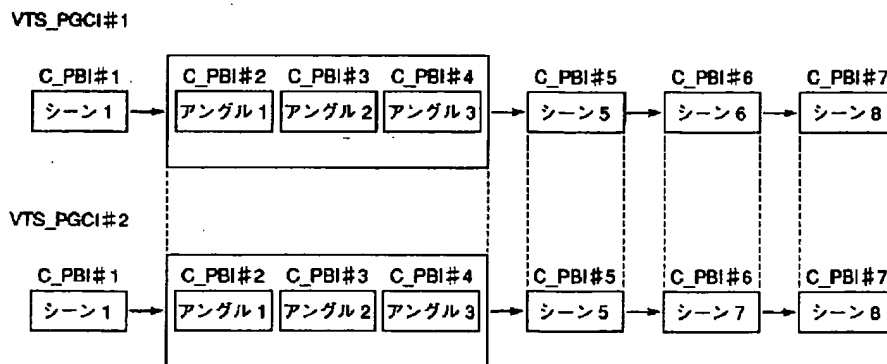 VTS_PGCI#1
C_PBI#1 C_PBI#2 C_PBI#3 C_PBI#4 C_PBI#5 C_PBI#6 C_PBI#7
シーン1 アングル1 アングル2 アングル3 シーン5 シーン6 シーン8
VTS_PGCI#2
C_PBI#1 C_PBI#2 C_PBI#3 C_PBI#4 C_PBI#5 C_PBI#6 C_PBI#7
シーン1 アングル1 アングル2 アングル3 シーン5 シーン7 シーン8